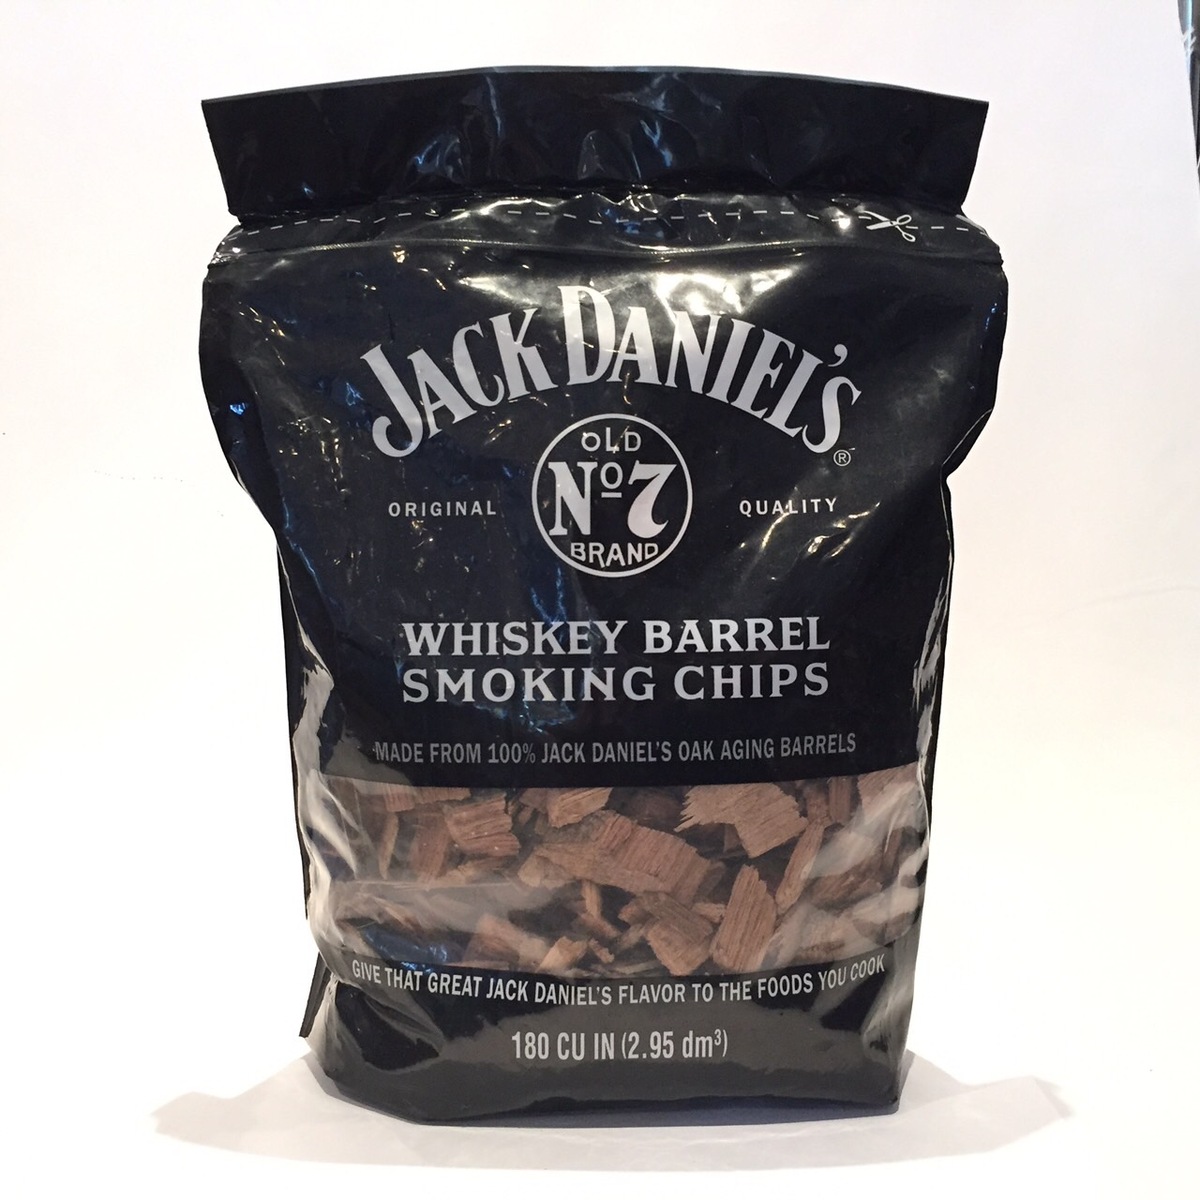 JACK DANIEL'S®
OLD
Nº7
BRAND
ORIGINAL QUALITY
WHISKEY BARREL
SMOKING CHIPS
MADE FROM 100% JACK DANIEL'S OAK AGING BARRELS
GIVE THAT GREAT JACK DANIEL'S FLAVOR TO THE FOODS YOU COOK
180 CU IN (2.95 dm³)